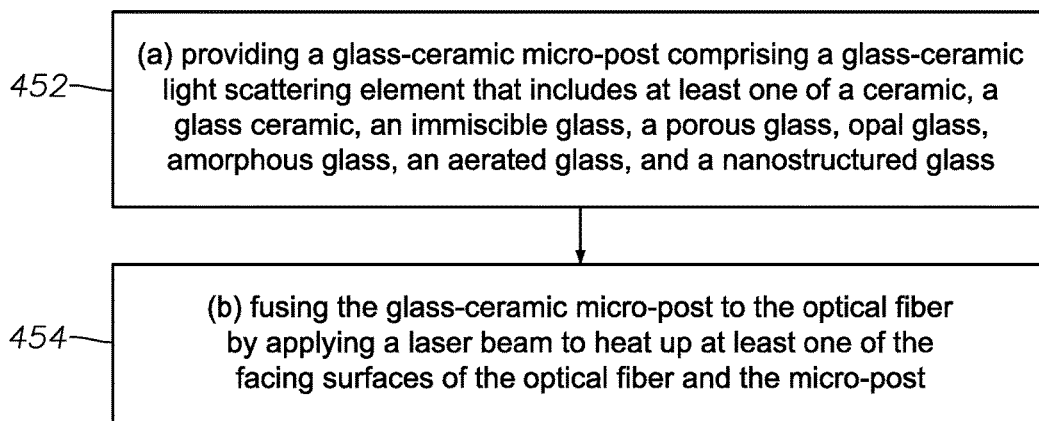 452
(a) providing a glass-ceramic micro-post comprising a glass-ceramic
light scattering element that includes at least one of a ceramic, a
glass ceramic, an immiscible glass, a porous glass, opal glass,
amorphous glass, an aerated glass, and a nanostructured glass
454
(b) fusing the glass-ceramic micro-post to the optical fiber
by applying a laser beam to heat up at least one of the
facing surfaces of the optical fiber and the micro-post